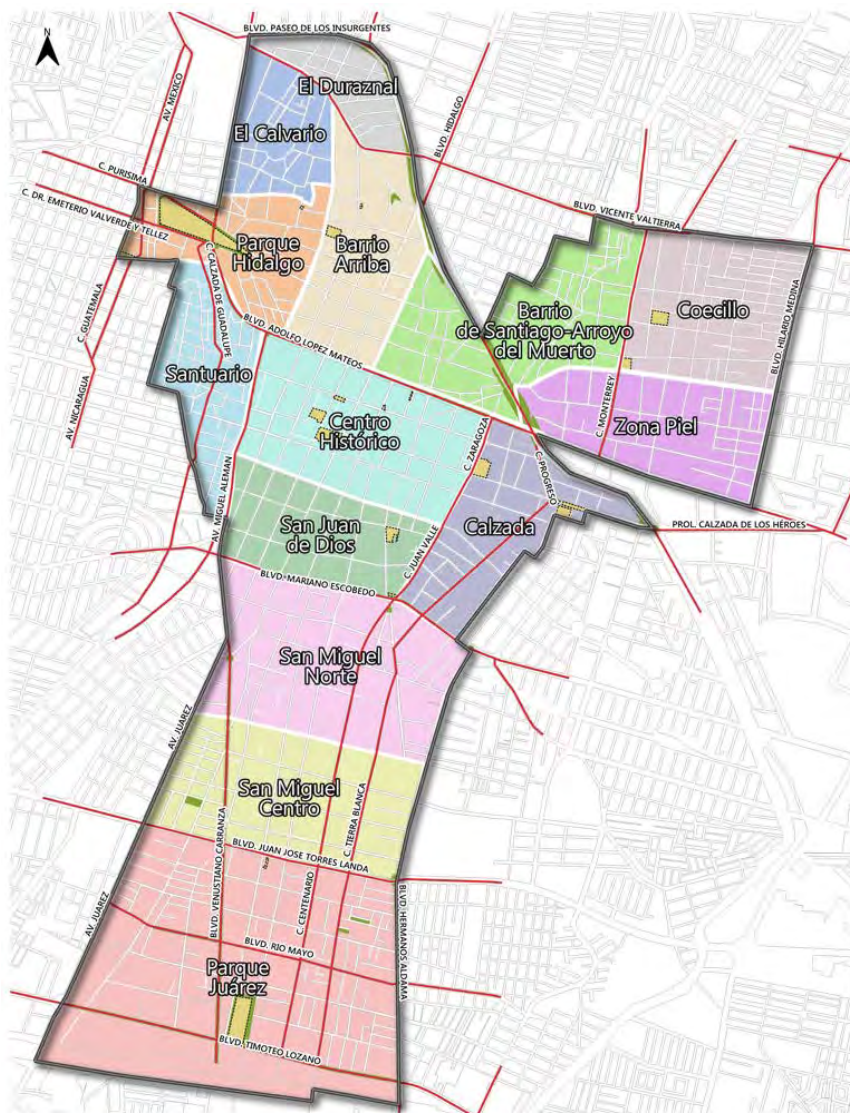 N
BLVD. PASEO DE LOS INSURGENTES
El Duraznal
AV. MEXICO
El Calvario
BLVD. HIDALGO
C. PURISIMA
C. DR. EMETERIO VALVERDE Y TELLEZ
BLVD. VICENTE VALTIERRA
Parque
Hidalgo
Barrio
Arriba
C. CALZADA DE GUADALUPE
Barrio
de Santiago-Arroyo
del Muerto
Coecillo
BLVD. HILARIO MEDINA
C. GUATEMALA
BLVD. ADOLFO LOPEZ MATEOS
Santuario
AV. NICARAGUA
Centro
Histórico
C. MONTERREY
Zona Piel
C. ZARAGOZA
C. PROGRESO
AV. MIGUEL ALEMAN
San Juan
de Dios
Calzada
PROL. CALZADA DE LOS HÉROES
C. JUAN VALLE
BLVD. MARIANO ESCOBEDO
San Miguel
Norte
AV. JUAREZ
San Miguel
Centro
C. TIERRA BLANCA
BLVD. VENUSTIANO CARRANZA
BLVD. JUAN JOSE TORRES LANDA
C. CENTENARIO
AV. JUAREZ
BLVD. HERMANOS ALDAMA
BLVD. RIO MAYO
Parque
Juárez
BLVD. TIMOTEO LOZANO